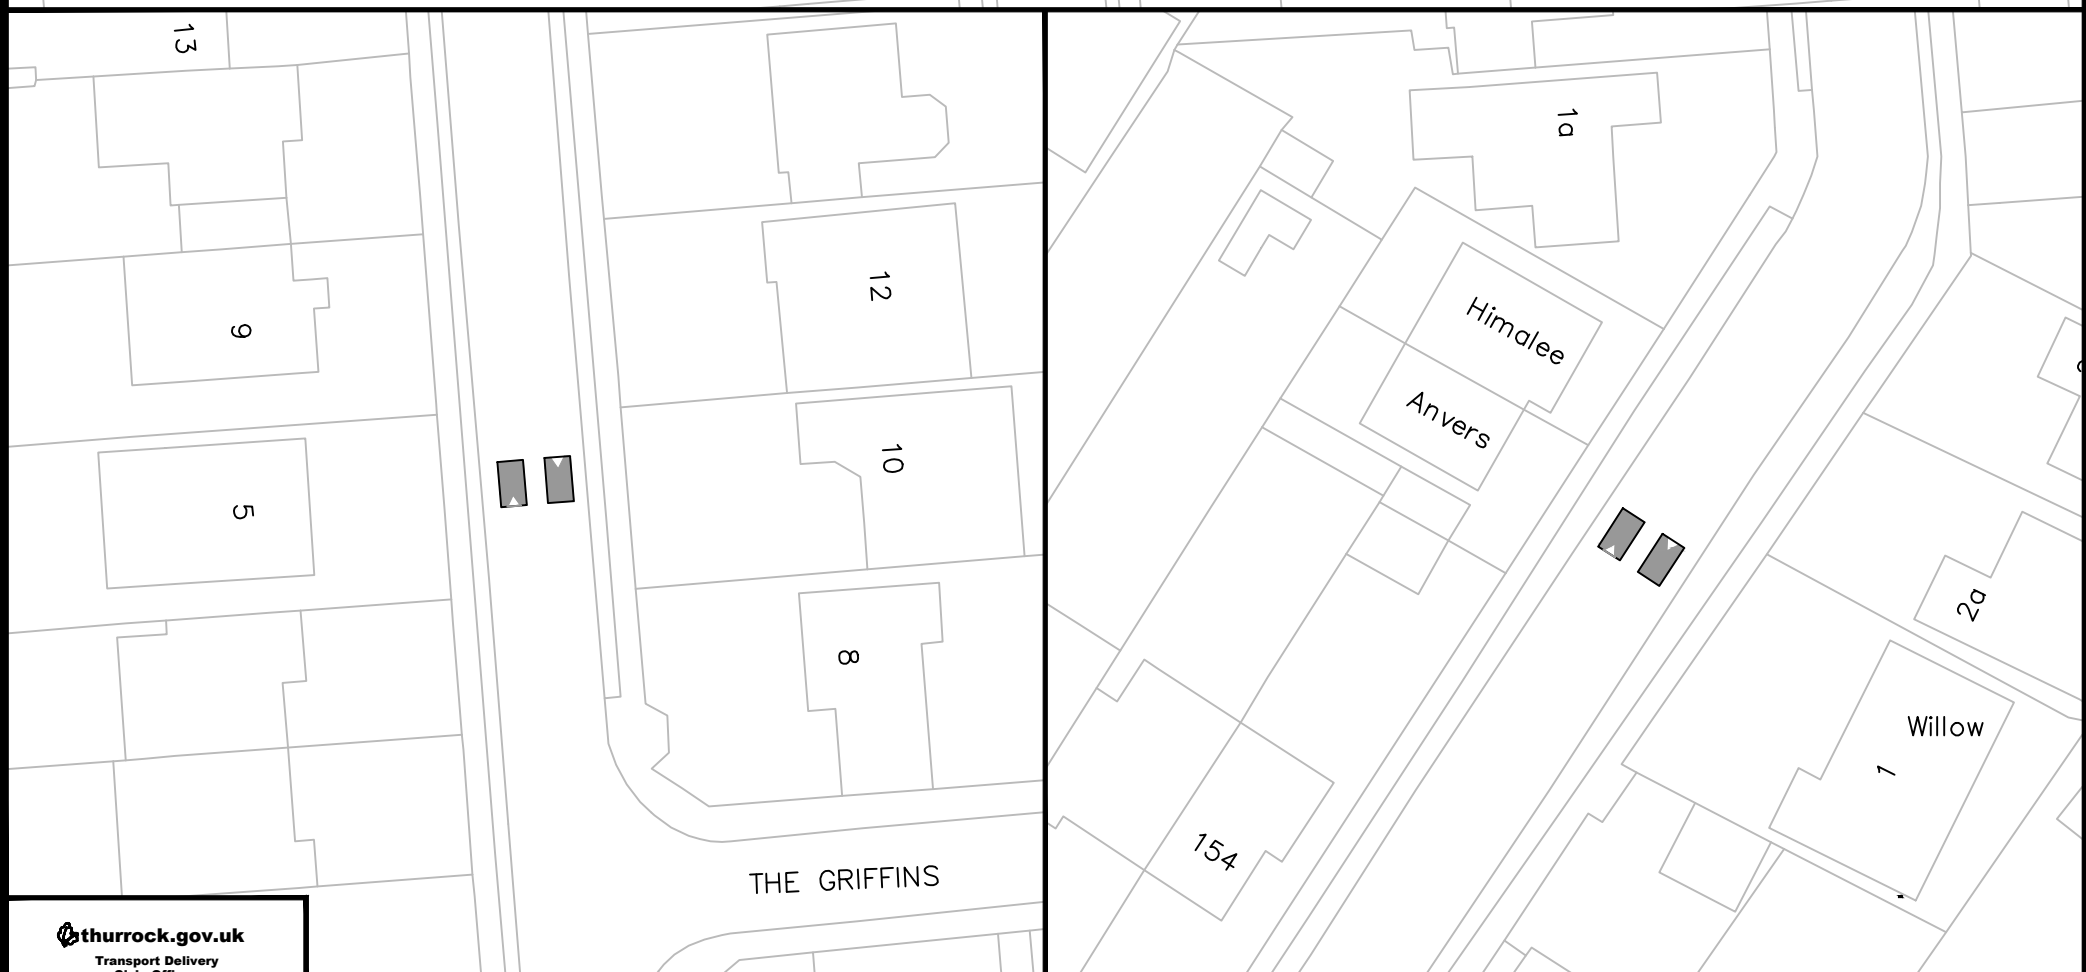 13
9
5
12
10
8
THE GRIFFINS
thurrock.gov.uk
Transport Delivery
1a
Himalee
Anvers
154
2a
Willow
1